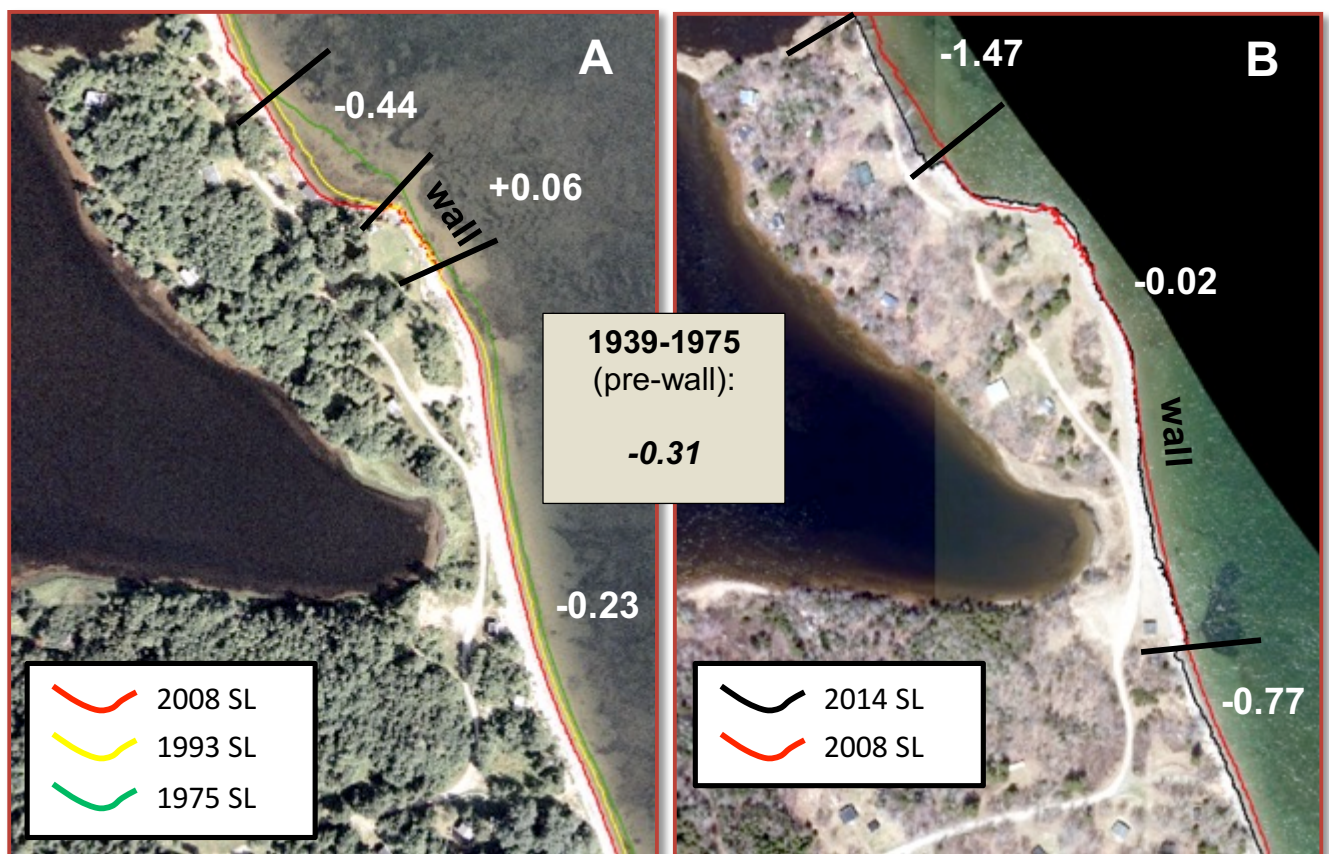 A
-0.44
+0.06
wall
-0.23
2008 SL
1993 SL
1975 SL
1939-1975
(pre-wall):
-0.31
B
-1.47
-0.02
wall
-0.77
2014 SL
2008 SL